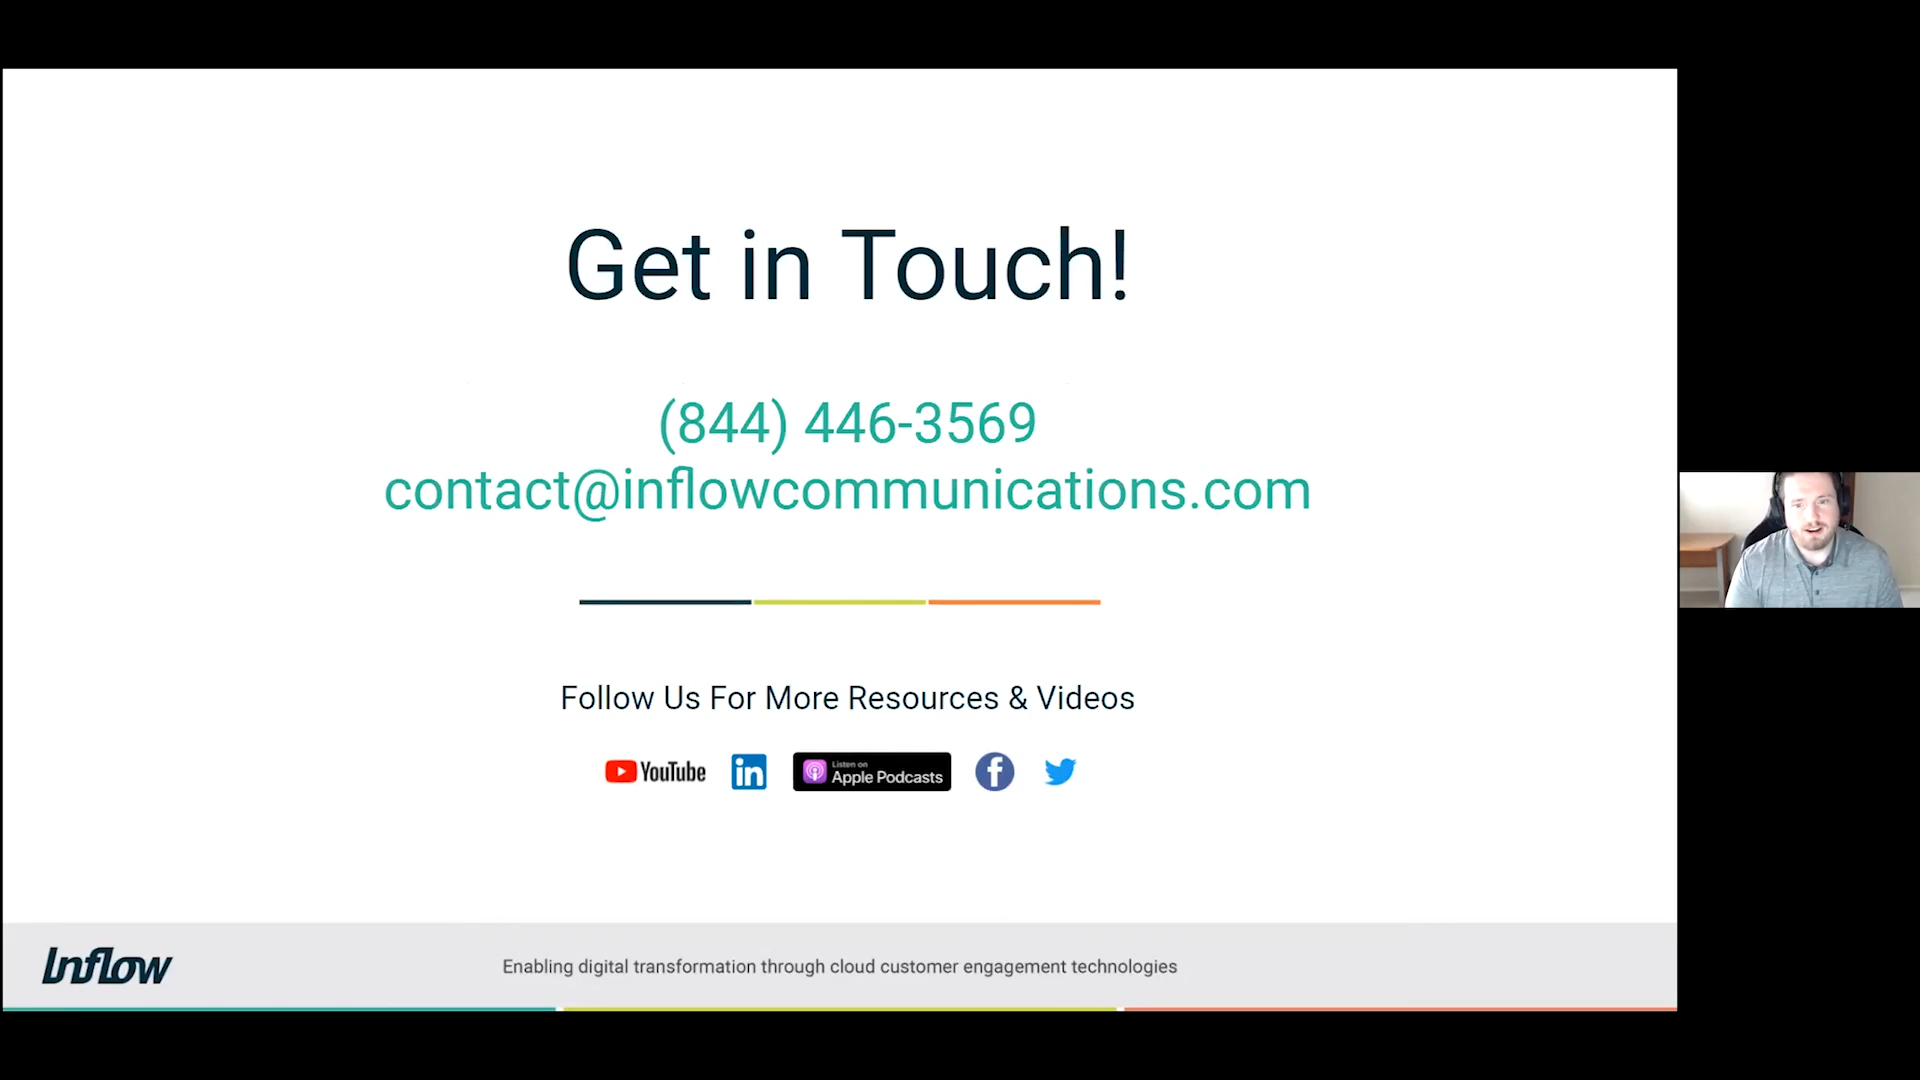 Get in Touch!
(844) 446-3569
contact@inflowcommunications.com
Follow Us For More Resources & Videos
YouTube
in
Listen on
Apple Podcasts
f
Inflow
Enabling digital transformation through cloud customer engagement technologies